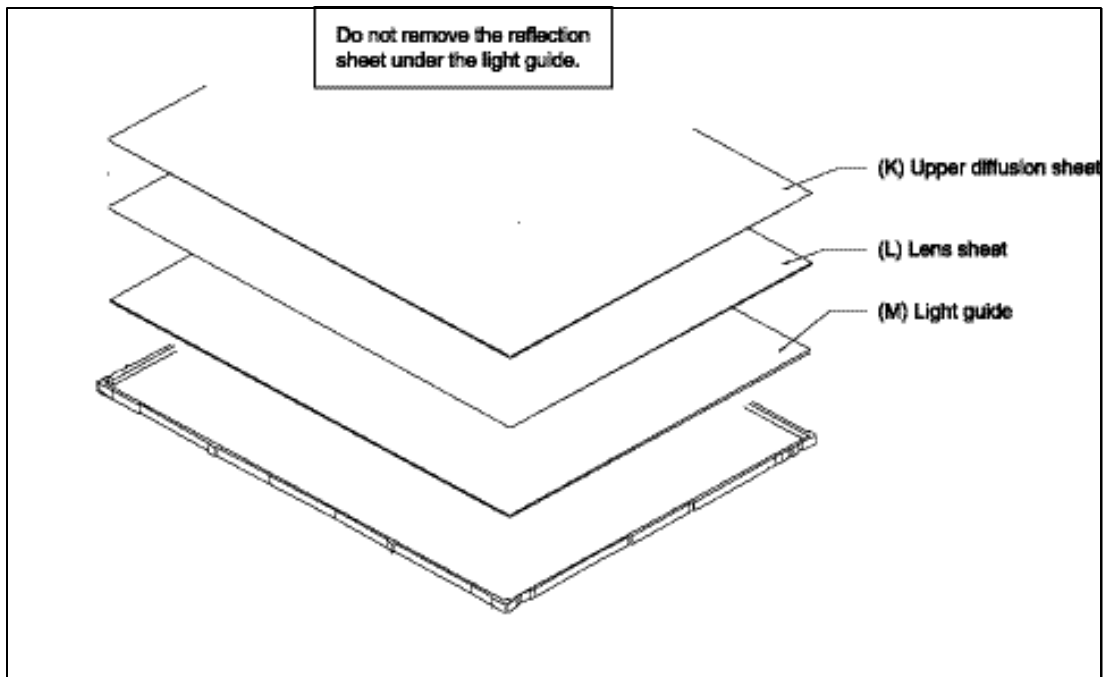 Do not remove the reflection
sheet under the light guide.
(K) Upper diffusion sheet
(L) Lens sheet
(M) Light guide